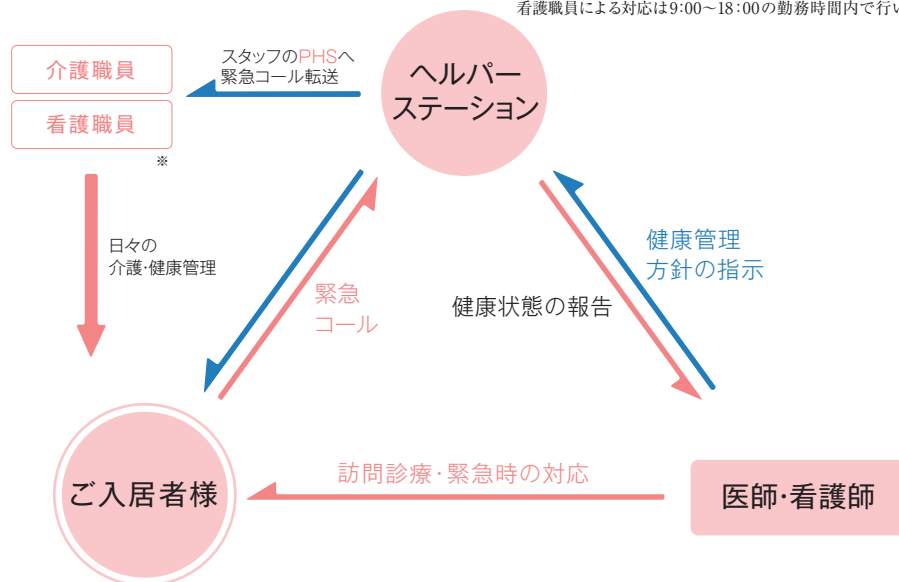 看護職員による対応は9:00〜18:00の勤務時間内で行い
介護職員
看護職員
※
スタッフのPHSへ
緊急コール転送
ヘルパー
ステーション
日々の
介護・健康管理
緊急
コール
健康状態の報告
健康管理
方針の指示
ご入居者様
訪問診療・緊急時の対応
医師・看護師